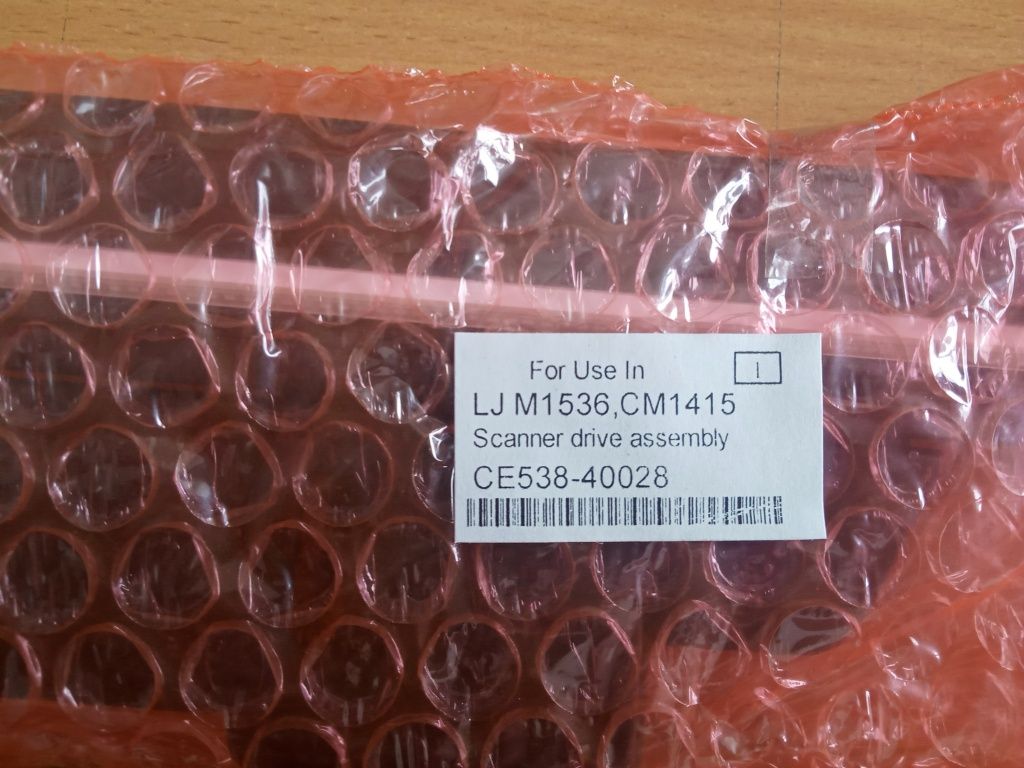 For Use In
I
LJ M1536,CM1415
Scanner drive assembly
CE538-40028